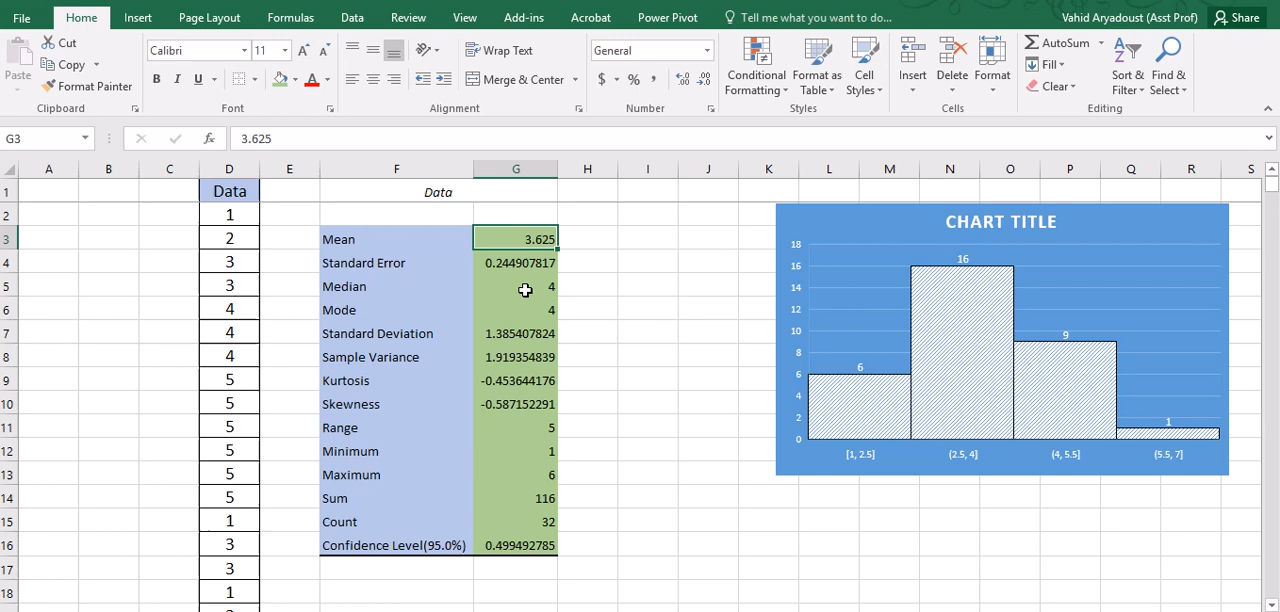 File Home Insert Page Layout Formulas Data Review View Add-ins Acrobat Power Pivot Tell me what you want to do... Vahid Aryadoust (Asst Prof) Share
Paste Cut Copy Format Painter
Calibri 11 A A B I U A
Wrap Text Merge & Center
General $ % ,
Conditional Formatting Format as Table Cell Styles
Insert Delete Format
AutoSum Fill Clear Sort & Filter Find & Select
Clipboard Font Alignment Number Styles Cells Editing
G3 fx 3.625
A B C D E F G H I J K L M N O P Q R S
1 Data Data
2 1
3 2 Mean 3.625
4 3 Standard Error 0.244907817
5 3 Median 4
6 4 Mode 4
7 4 Standard Deviation 1.385407824
8 4 Sample Variance 1.919354839
9 5 Kurtosis -0.453644176
10 5 Skewness -0.587152291
11 5 Range 5
12 5 Minimum 1
13 5 Maximum 6
14 5 Sum 116
15 1 Count 32
16 3 Confidence Level(95.0%) 0.499492785
17 3
18 1
CHART TITLE
18
16
14
12
10
8
6
4
2
0
6 16 9 1
[1, 2.5] (2.5, 4] (4, 5.5] (5.5, 7]